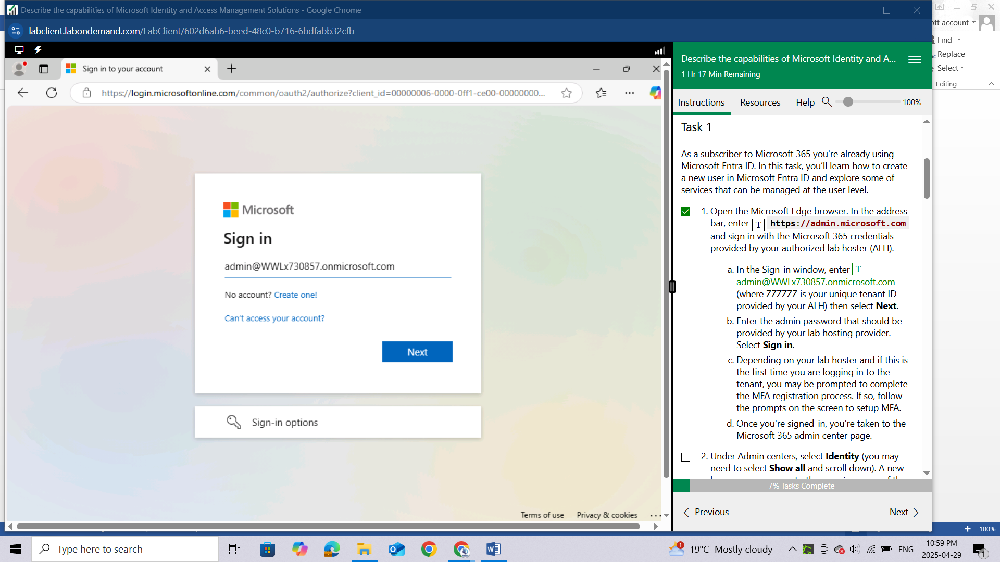 Describe the capabilities of Microsoft Identity and Access Management Solutions - Google Chrome
labclient.labondemand.com/LabClient/602d6ab6-beed-48c0-b716-6bdfabb32cfb
Sign in to your account
https://login.microsoftonline.com/common/oauth2/authorize?client_id=00000006-0000-0ff1-ce00-00000000...
Microsoft
Sign in
admin@WWLx730857.onmicrosoft.com
No account? Create one!
Can't access your account?
Next
Sign-in options
Terms of use
Privacy & cookies
...
Describe the capabilities of Microsoft Identity and A...
1 Hr 17 Min Remaining
Instructions
Resources
Help
100%
Task 1
As a subscriber to Microsoft 365 you're already using
Microsoft Entra ID. In this task, you'll learn how to create
a new user in Microsoft Entra ID and explore some of
services that can be managed at the user level.
1. Open the Microsoft Edge browser. In the address
bar, enter T https://admin.microsoft.com
and sign in with the Microsoft 365 credentials
provided by your authorized lab hoster (ALH).
a. In the Sign-in window, enter T
admin@WWLx730857.onmicrosoft.com
(where ZZZZZZ is your unique tenant ID
provided by your ALH) then select Next.
b. Enter the admin password that should be
provided by your lab hosting provider.
Select Sign in.
c. Depending on your lab hoster and if this is
the first time you are logging in to the
tenant, you may be prompted to complete
the MFA registration process. If so, follow
the prompts on the screen to setup MFA.
d. Once you're signed-in, you're taken to the
Microsoft 365 admin center page.
2. Under Admin centers, select Identity (you may
need to select Show all and scroll down). A new
7% Tasks Complete
Previous
Next
account
Find
Replace
Select
Editing
100%
Type here to search
1
19°C Mostly cloudy
ENG
10:59 PM
2025-04-29
1